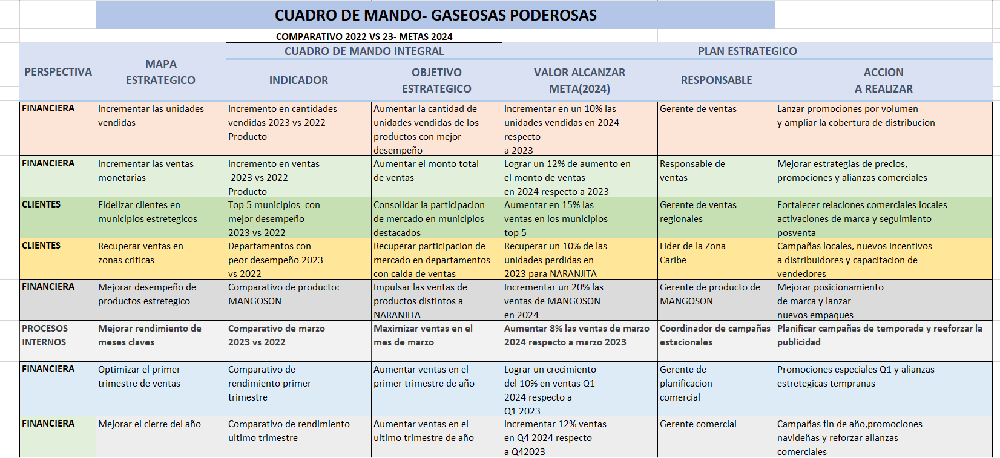 CUADRO DE MANDO- GASEOSAS PODEROSAS
COMPARATIVO 2022 VS 23- METAS 2024
CUADRO DE MANDO INTEGRAL
PLAN ESTRATEGICO
PERSPECTIVA
MAPA
ESTRATEGICO
INDICADOR
OBJETIVO
ESTRATEGICO
VALOR ALCANZAR
META(2024)
RESPONSABLE
ACCION
A REALIZAR
FINANCIERA
Incrementar las unidades
vendidas
Incremento en cantidades
vendidas 2023 vs 2022
Producto
Aumentar la cantidad de
unidades vendidas de los
productos con mejor
desempeño
Incrementar en un 10% las
unidades vendidas en 2024
respecto
a 2023
Gerente de ventas
Lanzar promociones por volumen
y ampliar la cobertura de distribucion
FINANCIERA
Incrementar las ventas
monetarias
Incremento en ventas
2023 vs 2022
Producto
Aumentar el monto total
de ventas
Lograr un 12% de aumento en
el monto de ventas
en 2024 respecto a 2023
Responsable de
ventas
Mejorar estrategias de precios,
promociones y alianzas comerciales
CLIENTES
Fidelizar clientes en
municipios estretegicos
Top 5 municipios con
mejor desempeño
2023 vs 2022
Consolidar la participacion
de mercado en municipios
destacados
Aumentar en 15% las
ventas en los municipios
top 5
Gerente de ventas
regionales
Fortalecer relaciones comerciales locales
activaciones de marca y seguimiento
posventa
CLIENTES
Recuperar ventas en
zonas criticas
Departamentos con
peor desempeño 2023
vs 2022
Recuperar participacion de
mercado en departamentos
con caida de ventas
Recuperar un 10% de las
unidades perdidas en
2023 para NARANJITA
Lider de la Zona
Caribe
Campañas locales, nuevos incentivos
a distribuidores y capacitacion de
vendedores
FINANCIERA
Mejorar desempeño de
productos estretegico
Comparativo de producto:
MANGOSON
Impulsar las ventas de
productos distintos a
NARANJITA
Incrementar un 20% las
ventas de MANGOSON
en 2024
Gerente de producto de
MANGOSON
Mejorar posicionamiento
de marca y lanzar
nuevos empaques
PROCESOS
INTERNOS
Mejorar rendimiento de
meses claves
Comparativo de marzo
2023 vs 2022
Maximizar ventas en el
mes de marzo
Aumentar 8% las ventas de marzo
2024 respecto a marzo 2023
Coordinador de campañas
estacionales
Planificar campañas de temporada y reeforzar la
publicidad
FINANCIERA
Optimizar el primer
trimestre de ventas
Comparativo de
rendimiento primer
trimestre
Aumentar ventas en el
primer trimestre de año
Lograr un crecimiento
del 10% en ventas Q1
2024 respecto a
Q1 2023
Gerente de
planificacion
comercial
Promociones especiales Q1 y alianzas
estretegicas tempranas
FINANCIERA
Mejorar el cierre del año
Comparativo de rendimiento
ultimo trimestre
Aumentar ventas en el
ultimo trimestre de año
Incrementar 12% ventas
en Q4 2024 respecto
a Q42023
Gerente comercial
Campañas fin de año,promociones
navideñas y reforzar alianzas
comerciales